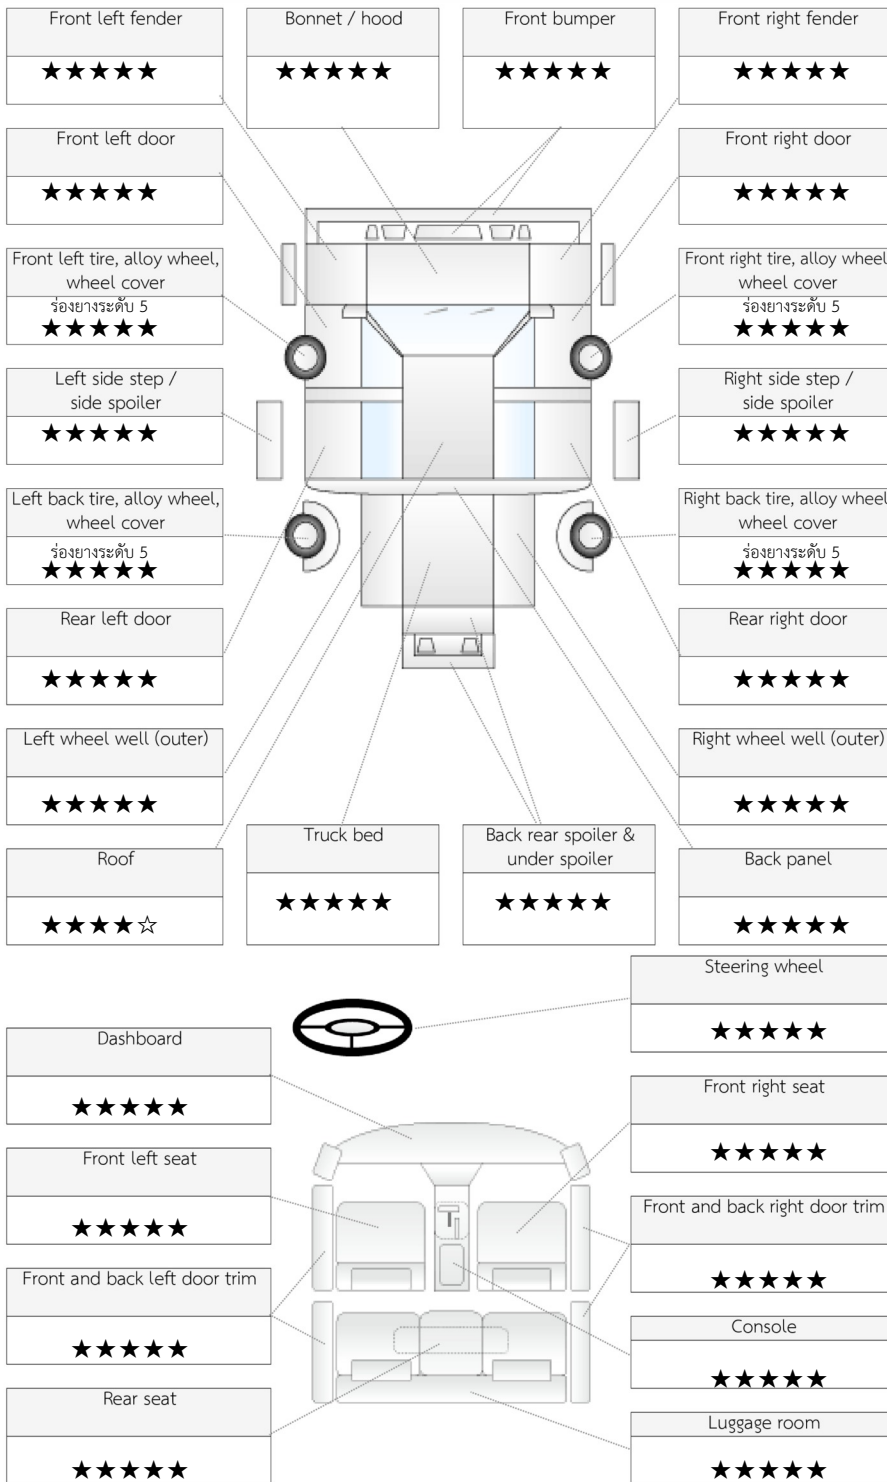 Front left fender
★★★★★
Bonnet / hood
★★★★★
Front bumper
★★★★★
Front right fender
★★★★★
Front left door
★★★★★
Front right door
★★★★★
Front left tire, alloy wheel,
wheel cover
ร่องยางระดับ 5
★★★★★
Front right tire, alloy wheel
wheel cover
ร่องยางระดับ 5
★★★★★
Left side step /
side spoiler
★★★★★
Right side step /
side spoiler
★★★★★
Left back tire, alloy wheel,
wheel cover
ร่องยางระดับ 5
★★★★★
Right back tire, alloy wheel
wheel cover
ร่องยางระดับ 5
★★★★★
Rear left door
★★★★★
Rear right door
★★★★★
Left wheel well (outer)
★★★★★
Right wheel well (outer)
★★★★★
Roof
★★★★☆
Truck bed
★★★★★
Back rear spoiler &
under spoiler
★★★★★
Back panel
★★★★★
Steering wheel
★★★★★
Dashboard
★★★★★
Front right seat
★★★★★
Front left seat
★★★★★
Front and back right door trim
★★★★★
Front and back left door trim
★★★★★
Console
★★★★★
Rear seat
★★★★★
Luggage room
★★★★★